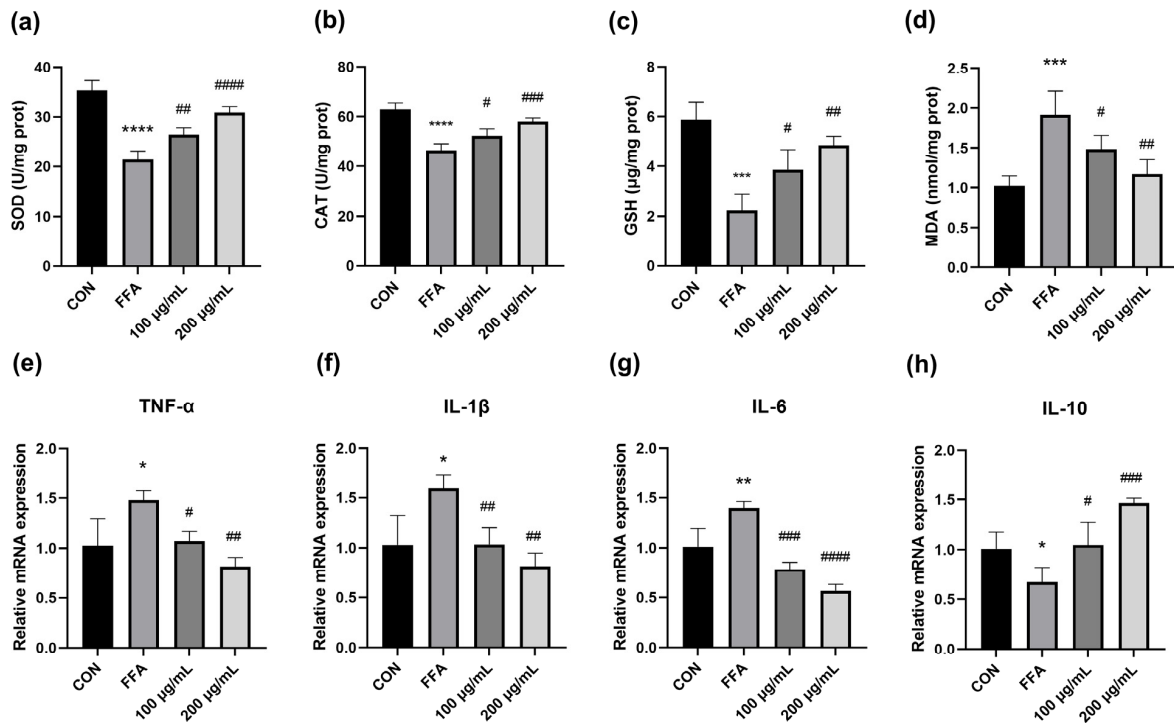 (a)
SOD (U/mg prot)
40
30
20
10
0
****
##
####
CON
FFA
100 µg/mL
200 µg/mL
(b)
CAT (U/mg prot)
80
60
40
20
0
****
#
###
CON
FFA
100 µg/mL
200 µg/mL
(c)
GSH (µg/mg prot)
8
6
4
2
0
***
#
##
CON
FFA
100 µg/mL
200 µg/mL
(d)
MDA (nmol/mg prot)
2.5
2.0
1.5
1.0
0.5
0.0
***
#
##
CON
FFA
100 µg/mL
200 µg/mL
(e)
TNF-α
Relative mRNA expression
2.0
1.5
1.0
0.5
0.0
*
#
##
CON
FFA
100 µg/mL
200 µg/mL
(f)
IL-1β
Relative mRNA expression
2.0
1.5
1.0
0.5
0.0
*
##
##
CON
FFA
100 µg/mL
200 µg/mL
(g)
IL-6
Relative mRNA expression
2.0
1.5
1.0
0.5
0.0
**
###
####
CON
FFA
100 µg/mL
200 µg/mL
(h)
IL-10
Relative mRNA expression
2.0
1.5
1.0
0.5
0.0
*
#
###
CON
FFA
100 µg/mL
200 µg/mL